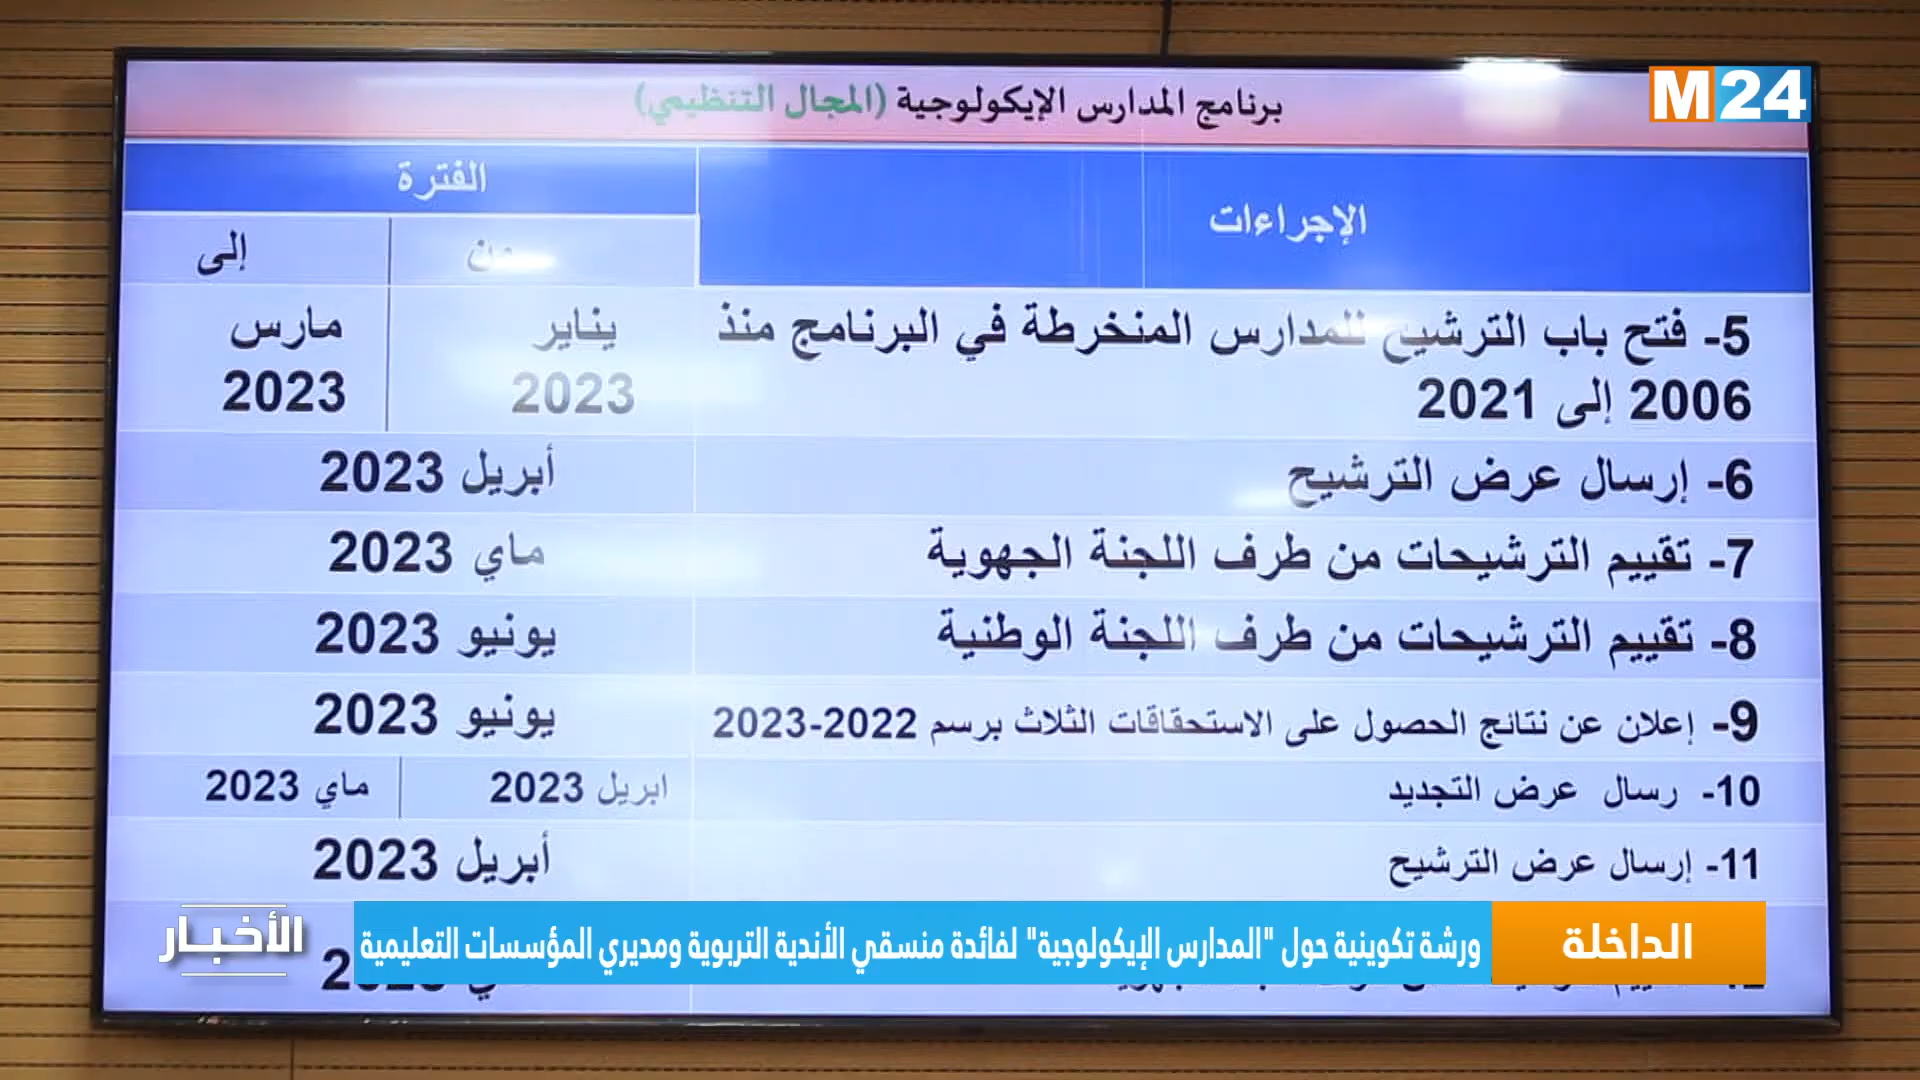 M24
برنامج المدارس الإيكولوجية (المجال التنظيمي)
الإجراءات
الفترة
من
إلى
5- فتح باب الترشيح للمدارس المنخرطة في البرنامج منذ
2006 إلى 2021
يناير
2023
مارس
2023
6- إرسال عرض الترشيح
أبريل 2023
7- تقييم الترشيحات من طرف اللجنة الجهوية
ماي 2023
8- تقييم الترشيحات من طرف اللجنة الوطنية
يونيو 2023
9- إعلان عن نتائج الحصول على الاستحقاقات الثلاث برسم 2022-2023
يونيو 2023
10- رسال عرض التجديد
ابريل 2023
ماي 2023
11- إرسال عرض الترشيح
أبريل 2023
الداخلة
ورشة تكوينية حول "المدارس الإيكولوجية" لفائدة منسقي الأندية التربوية ومديري المؤسسات التعليمية
الأخبار